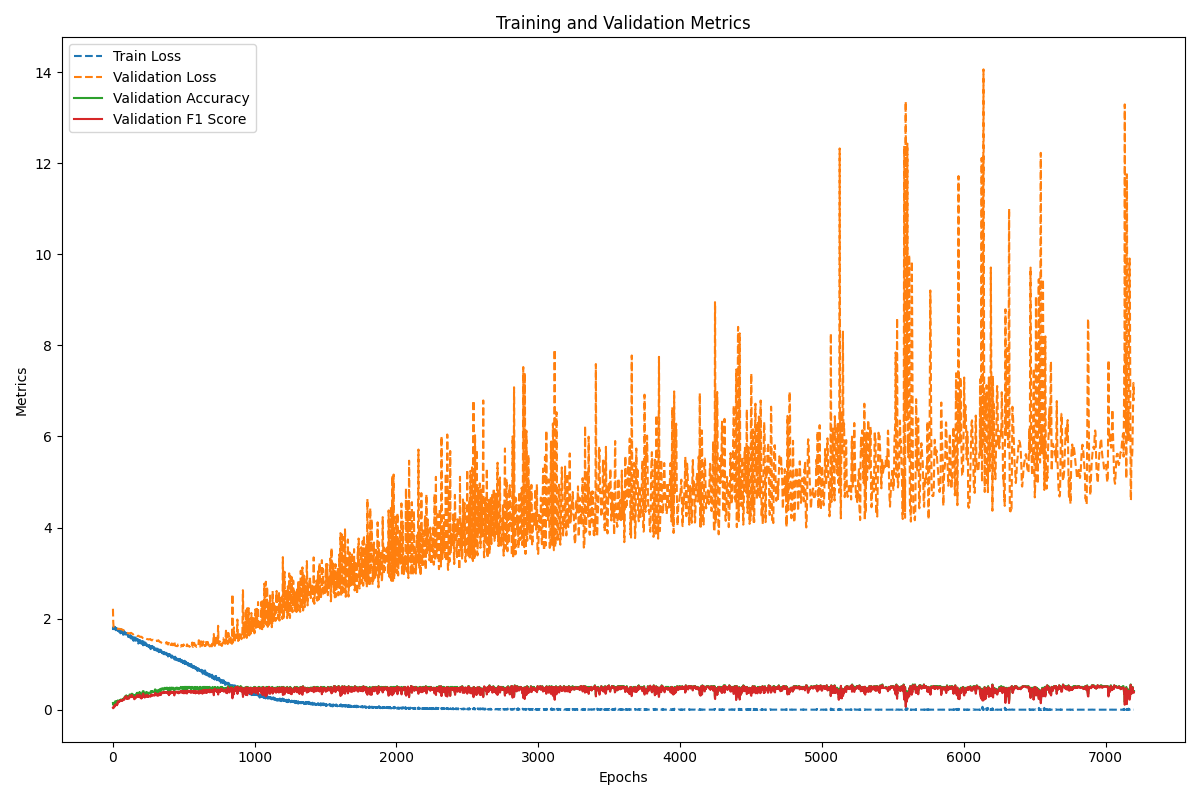 Training and Validation Metrics
Train Loss
Validation Loss
Validation Accuracy
Validation F1 Score
Metrics
14
12
10
8
6
4
2
0
0 1000 2000 3000 4000 5000 6000 7000
Epochs